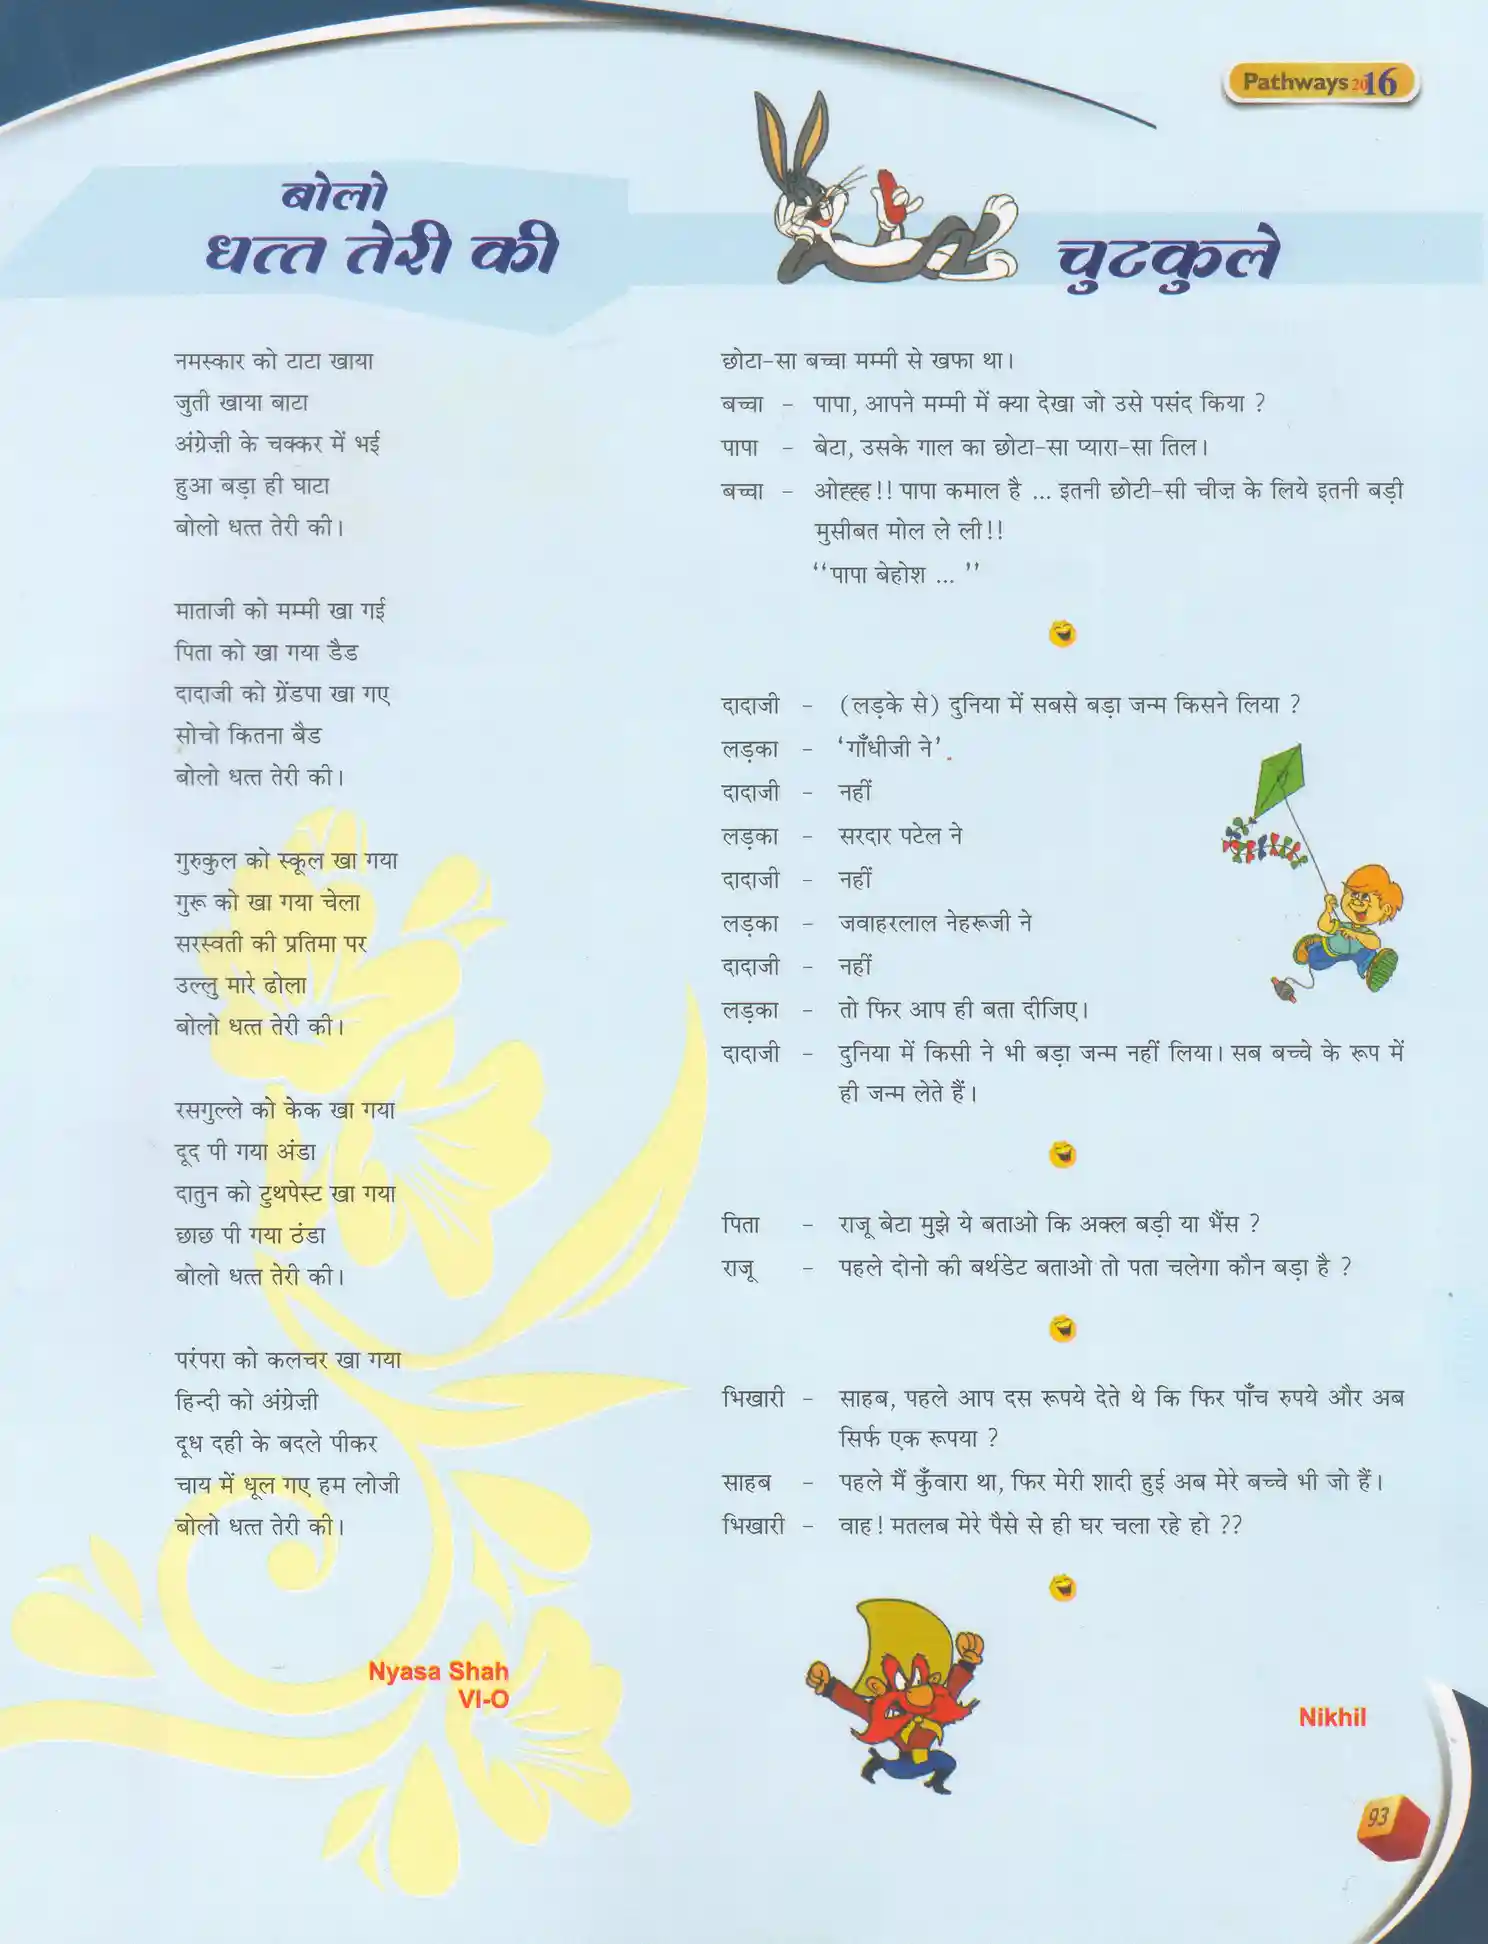 Pathways 2016
बोलो
धत्त तेरी की
नमस्कार को टाटा खाया
जुती खाया बाटा
अंग्रेज़ी के चक्कर में भई
हुआ बड़ा ही घाटा
बोलो धत्त तेरी की।
माताजी को मम्मी खा गई
पिता को खा गया डैड
दादाजी को ग्रेंडपा खा गए
सोचो कितना बैड
बोलो धत्त तेरी की।
गुरुकुल को स्कूल खा गया
गुरू को खा गया चेला
सरस्वती की प्रतिमा पर
उल्लु मारे ढोला
बोलो धत्त तेरी की।
रसगुल्ले को केक खा गया
दूद पी गया अंडा
दातुन को टुथपेस्ट खा गया
छाछ पी गया ठंडा
बोलो धत्त तेरी की।
परंपरा को कलचर खा गया
हिन्दी को अंग्रेज़ी
दूध दही के बदले पीकर
चाय में धूल गए हम लोजी
बोलो धत्त तेरी की।
Nyasa Shah
VI-O
चुटकुले
छोटा-सा बच्चा मम्मी से खफा था।
बच्चा - पापा, आपने मम्मी में क्या देखा जो उसे पसंद किया ?
पापा - बेटा, उसके गाल का छोटा-सा प्यारा-सा तिल।
बच्चा - ओह्ह्ह!! पापा कमाल है ... इतनी छोटी-सी चीज़ के लिये इतनी बड़ी
मुसीबत मोल ले ली!!
“पापा बेहोश ... ”
दादाजी - (लड़के से) दुनिया में सबसे बड़ा जन्म किसने लिया ?
लड़का - ‘गाँधीजी ने’ .
दादाजी - नहीं
लड़का - सरदार पटेल ने
दादाजी - नहीं
लड़का - जवाहरलाल नेहरूजी ने
दादाजी - नहीं
लड़का - तो फिर आप ही बता दीजिए।
दादाजी - दुनिया में किसी ने भी बड़ा जन्म नहीं लिया। सब बच्चे के रूप में
ही जन्म लेते हैं।
पिता - राजू बेटा मुझे ये बताओ कि अक्ल बड़ी या भैंस ?
राजू - पहले दोनो की बर्थडेट बताओ तो पता चलेगा कौन बड़ा है ?
भिखारी - साहब, पहले आप दस रूपये देते थे कि फिर पाँच रुपये और अब
सिर्फ एक रूपया ?
साहब - पहले मैं कुँवारा था, फिर मेरी शादी हुई अब मेरे बच्चे भी जो हैं।
भिखारी - वाह! मतलब मेरे पैसे से ही घर चला रहे हो ??
Nikhil
93